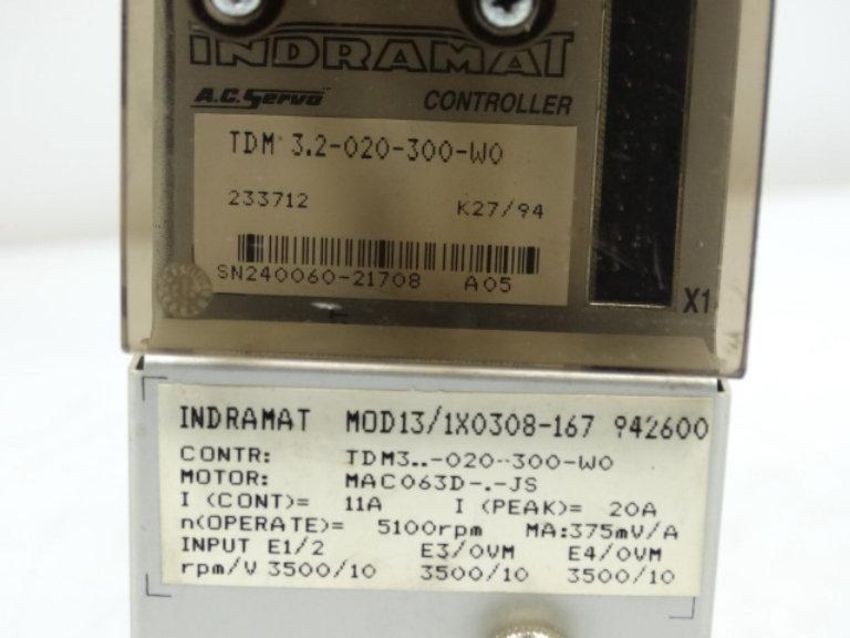 INDRAMAT
A.C. Servo CONTROLLER
TDM 3.2-020-300-W0
233712 K27/94
SN240060-21708 A05
X1
INDRAMAT MOD13/1X0308-167 942600
CONTR: TDM3..-020--300-W0
MOTOR: MAC063D-.-JS
I (CONT)= 11A I (PEAK)= 20A
n(OPERATE)= 5100rpm MA:375mV/A
INPUT E1/2 E3/0VM E4/0VM
rpm/V 3500/10 3500/10 3500/10